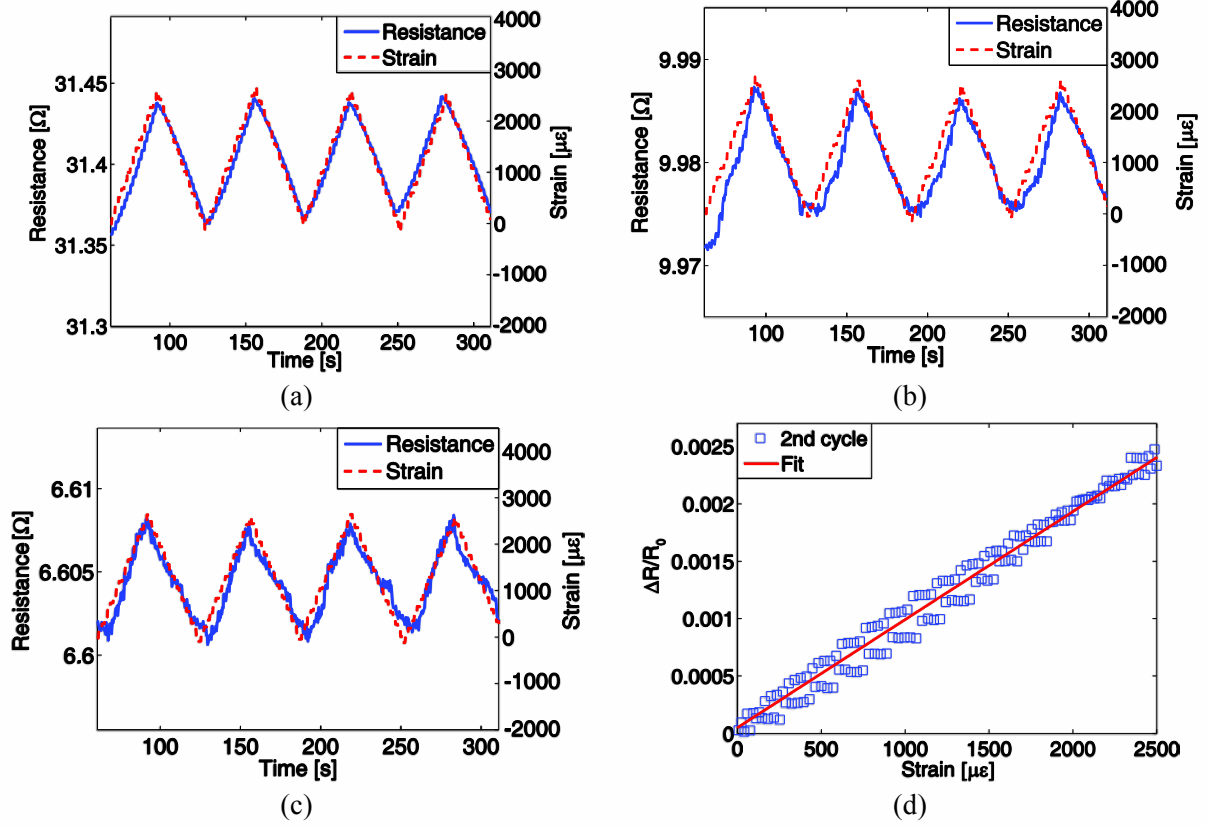 Resistance
Strain
31.45
31.4
31.35
31.3
Resistance [Ω]
4000
3000
2000
1000
0
-1000
-2000
Strain [με]
100
150
200
250
300
Time [s]
(a)
Resistance
Strain
9.99
9.98
9.97
Resistance [Ω]
4000
3000
2000
1000
0
-1000
-2000
Strain [με]
100
150
200
250
300
Time [s]
(b)
Resistance
Strain
6.61
6.605
6.6
Resistance[Ω]
4000
3000
2000
1000
0
-1000
-2000
Strain [με]
100
150
200
250
300
Time [s]
(c)
2nd cycle
Fit
0.0025
0.002
0.0015
0.001
0.0005
0
ΔR/R0
0
500
1000
1500
2000
2500
Strain [με]
(d)